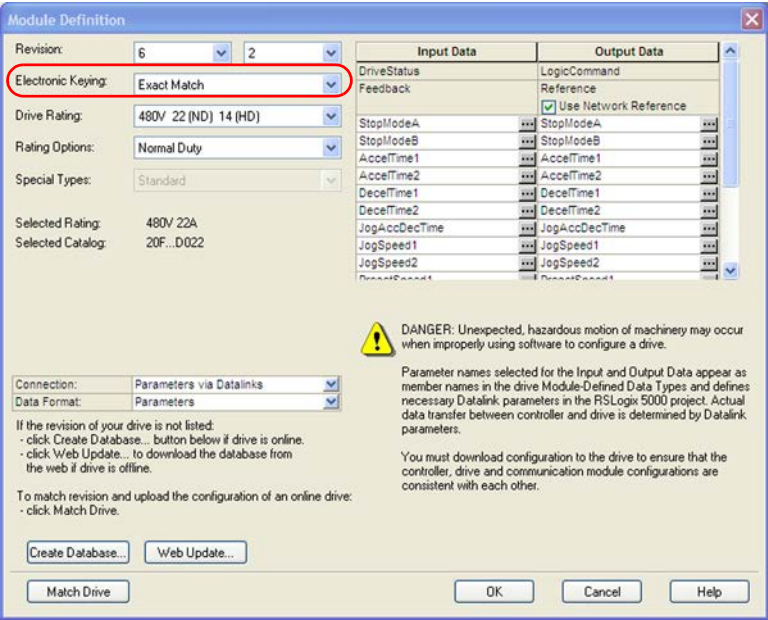 Module Definition
Revision: 6 2
Electronic Keying: Exact Match
Drive Rating: 480V 22 (ND) 14 (HD)
Rating Options: Normal Duty
Special Types: Standard
Selected Rating: 480V 22A
Selected Catalog: 20F...D022
Input Data Output Data
DriveStatus LogicCommand
Feedback Reference
Use Network Reference
StopModeA ... StopModeA ...
StopModeB ... StopModeB ...
AccelTime1 ... AccelTime1 ...
AccelTime2 ... AccelTime2 ...
DecelTime1 ... DecelTime1 ...
DecelTime2 ... DecelTime2 ...
JogAccDecTime ... JogAccDecTime ...
JogSpeed1 ... JogSpeed1 ...
JogSpeed2 ... JogSpeed2 ...
PresetSpeed1 ... PresetSpeed1 ...
Connection: Parameters via Datalinks
Data Format: Parameters
If the revision of your drive is not listed:
- click Create Database... button below if drive is online.
- click Web Update... to download the database from
the web if drive is offline.
To match revision and upload the configuration of an online drive:
- click Match Drive.
Create Database... Web Update...
DANGER: Unexpected, hazardous motion of machinery may occur
when improperly using software to configure a drive.
Parameter names selected for the Input and Output Data appear as
member names in the drive Module-Defined Data Types and defines
necessary Datalink parameters in the RSLogix 5000 project. Actual
data transfer between controller and drive is determined by Datalink
parameters.
You must download configuration to the drive to ensure that the
controller, drive and communication module configurations are
consistent with each other.
Match Drive OK Cancel Help